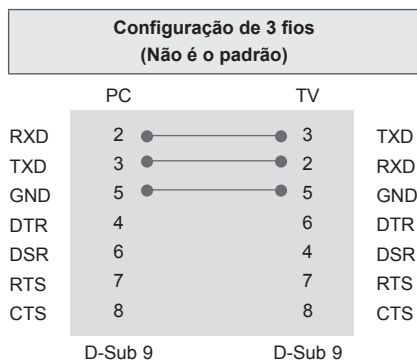 Configuração de 3 fios
(Não é o padrão)
PC TV
RXD 2 3 TXD
TXD 3 2 RXD
GND 5 5 GND
DTR 4 6 DTR
DSR 6 4 DSR
RTS 7 7 RTS
CTS 8 8 CTS
D-Sub 9 D-Sub 9